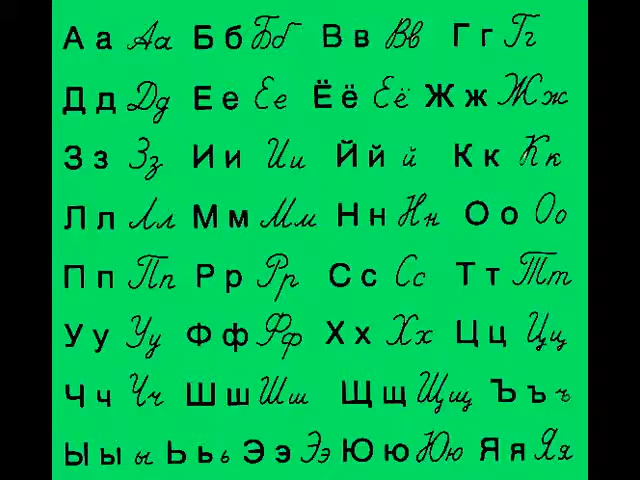 А а Аа Б б Бб В в Вв Г г Гг
Д д Дд Е е Ее Ё ё Её Ж ж Жж
З з Зз И и Ии Й й й К к Кк
Л л Лл М м Мм Н н Нн О о Оо
П п Пп Р р Рр С с Сс Т т Тт
У у Уу Ф ф Фф Х х Хх Ц ц Цц
Ч ч Чч Ш ш Шш Щ щ Щщ Ъ ъ ъ
Ы ы ы Ь ь ь Э э Ээ Ю ю Юю Я я Яя